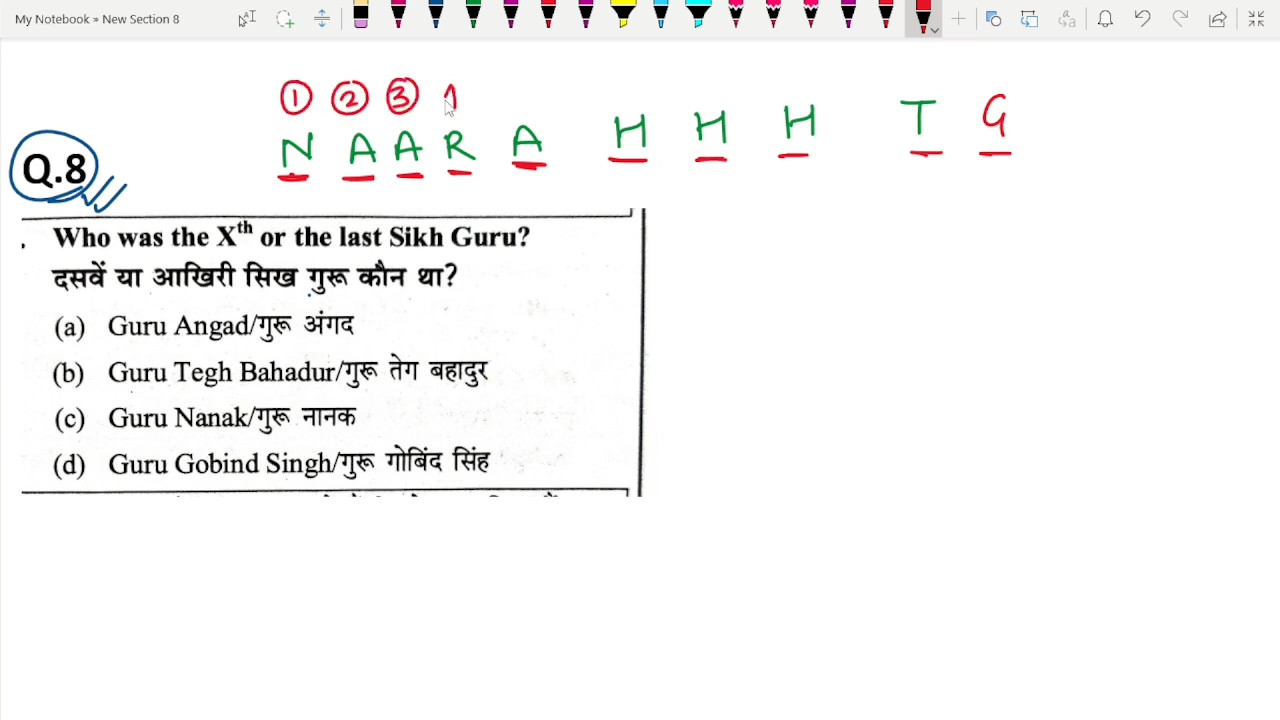 My Notebook » New Section 8
① ② ③
N A A R A H H H T G
Q.8
Who was the Xth or the last Sikh Guru?
दसवें या आखिरी सिख गुरू कौन था?
(a) Guru Angad/गुरू अंगद
(b) Guru Tegh Bahadur/गुरू तेग बहादुर
(c) Guru Nanak/गुरू नानक
(d) Guru Gobind Singh/गुरू गोबिंद सिंह